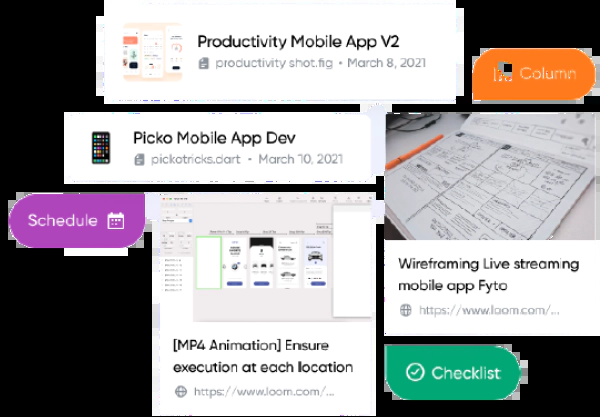 Productivity Mobile App V2
productivity shot.fig • March 8, 2021
Column
Picko Mobile App Dev
pickotricks.dart • March 10, 2021
Schedule
Wireframing Live streaming
mobile app Fyto
https://www.loom.com/...
[MP4 Animation] Ensure
execution at each location
https://www.loom.com/...
Checklist